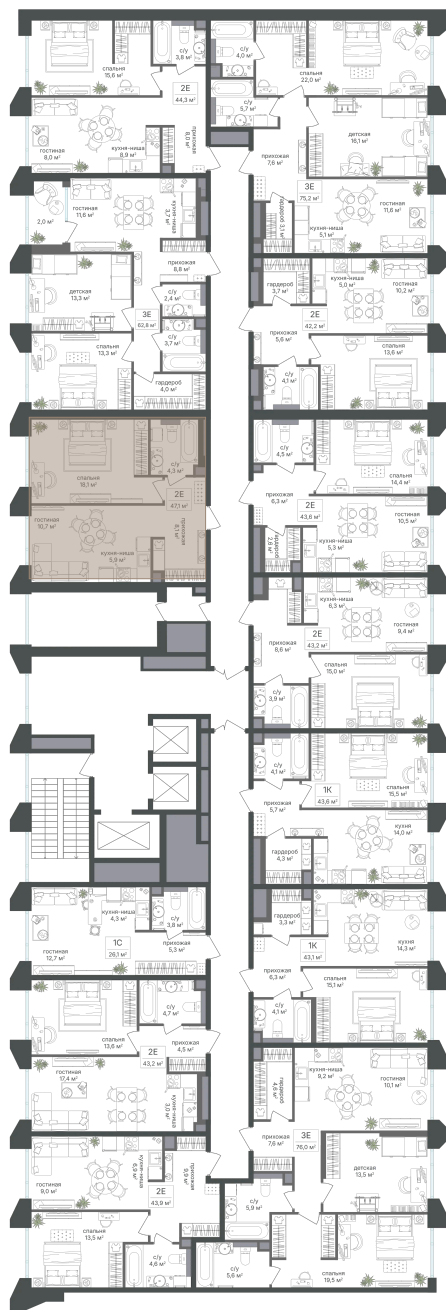 с/у
3,8 м²
с/у
4,0 м²
спальня
15,6 м²
спальня
22,0 м²
2Е
44,3 м²
с/у
5,7 м²
гостиная
8,0 м²
кухня-ниша
8,9 м²
прихожая
8,0 м²
детская
16,1 м²
прихожая
7,6 м²
3Е
75,2 м²
гостиная
11,6 м²
2,0 м²
кухня-ниша
3,7 м²
гардероб
3,1 м²
гостиная
11,6 м²
кухня-ниша
5,1 м²
прихожая
8,8 м²
гардероб
3,7 м²
кухня-ниша
5,0 м²
гостиная
10,2 м²
детская
13,3 м²
с/у
2,4 м²
3Е
62,8 м²
2Е
42,2 м²
прихожая
5,6 м²
с/у
3,7 м²
спальня
13,3 м²
спальня
13,6 м²
гардероб
4,0 м²
с/у
4,1 м²
с/у
4,3 м²
с/у
4,5 м²
спальня
18,1 м²
спальня
14,4 м²
2Е
47,1 м²
прихожая
6,3 м²
2Е
43,6 м²
гостиная
10,7 м²
гостиная
10,5 м²
прихожая
8,1 м²
гардероб
2,6 м²
кухня-ниша
5,3 м²
кухня-ниша
5,9 м²
кухня-ниша
6,3 м²
гостиная
9,4 м²
прихожая
8,6 м²
2Е
43,2 м²
спальня
15,0 м²
с/у
3,9 м²
с/у
4,1 м²
спальня
15,5 м²
1К
43,6 м²
прихожая
5,7 м²
кухня
14,0 м²
гардероб
4,3 м²
кухня-ниша
4,3 м²
с/у
3,8 м²
гардероб
3,3 м²
гостиная
12,7 м²
1С
26,1 м²
прихожая
5,3 м²
1К
43,1 м²
кухня
14,3 м²
прихожая
6,3 м²
спальня
15,1 м²
с/у
4,7 м²
с/у
4,1 м²
спальня
13,6 м²
2Е
43,2 м²
прихожая
4,5 м²
гостиная
17,4 м²
кухня-ниша
3,0 м²
гардероб
4,6 м²
кухня-ниша
9,2 м²
гостиная
10,1 м²
прихожая
7,6 м²
3Е
76,0 м²
гостиная
9,0 м²
кухня-ниша
6,9 м²
прихожая
9,9 м²
детская
13,5 м²
2Е
43,9 м²
с/у
5,9 м²
спальня
13,5 м²
с/у
4,6 м²
с/у
5,6 м²
спальня
19,5 м²